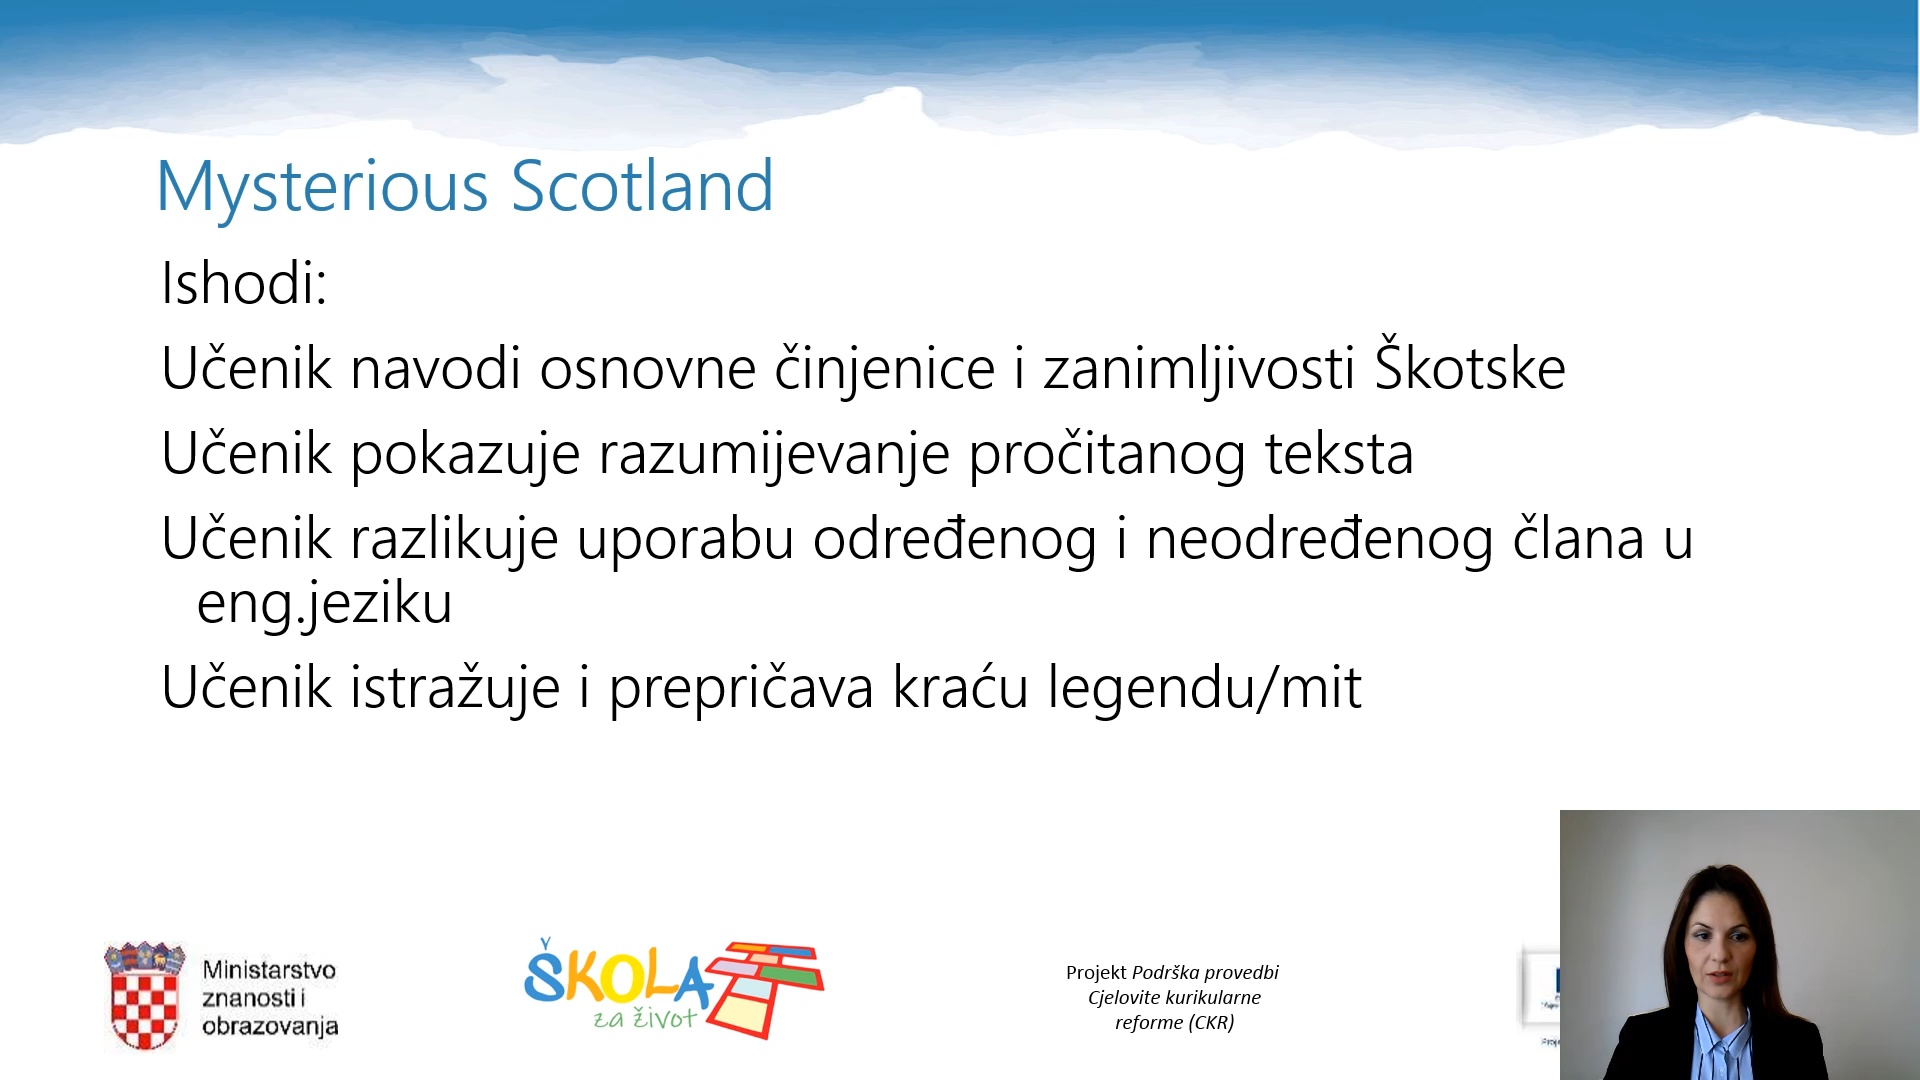 Mysterious Scotland
Ishodi:
Učenik navodi osnovne činjenice i zanimljivosti Škotske
Učenik pokazuje razumijevanje pročitanog teksta
Učenik razlikuje uporabu određenog i neodređenog člana u
eng.jeziku
Učenik istražuje i prepričava kraću legendu/mit
Ministarstvo
znanosti i
obrazovanja
ŠKOLA
za život
Projekt Podrška provedbi
Cjelovite kurikularne
reforme (CKR)